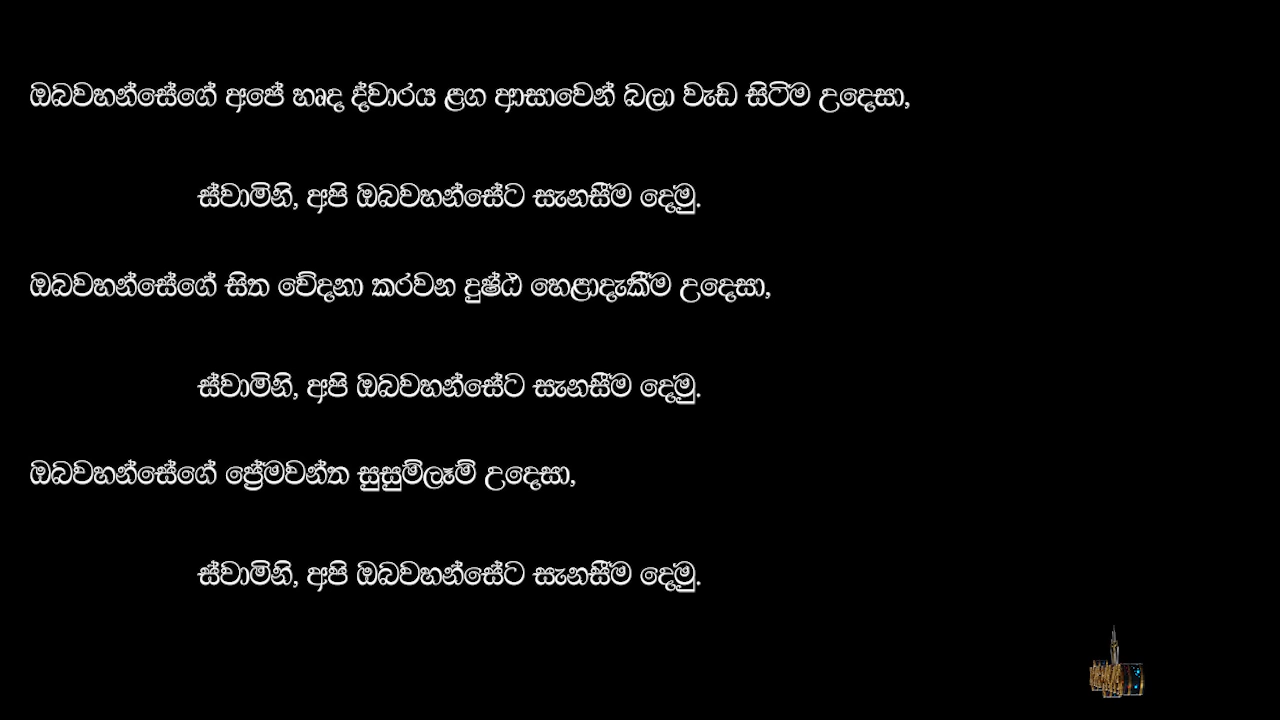 ඔබවහන්සේගේ අපේ හෘද ද්වාරය ළග ආසාවෙන් බලා වැඩ සිටිම උදෙසා,
ස්වාමිනි, අපි ඔබවහන්සේට සැනසීම දෙමු.
ඔබවහන්සේගේ සිත වේදනා කරවන දුෂ්ඨ හෙළාදැකීම උදෙසා,
ස්වාමිනි, අපි ඔබවහන්සේට සැනසීම දෙමු.
ඔබවහන්සේගේ ප්‍රේමවන්ත සුසුම්ලෑම් උදෙසා,
ස්වාමිනි, අපි ඔබවහන්සේට සැනසීම දෙමු.